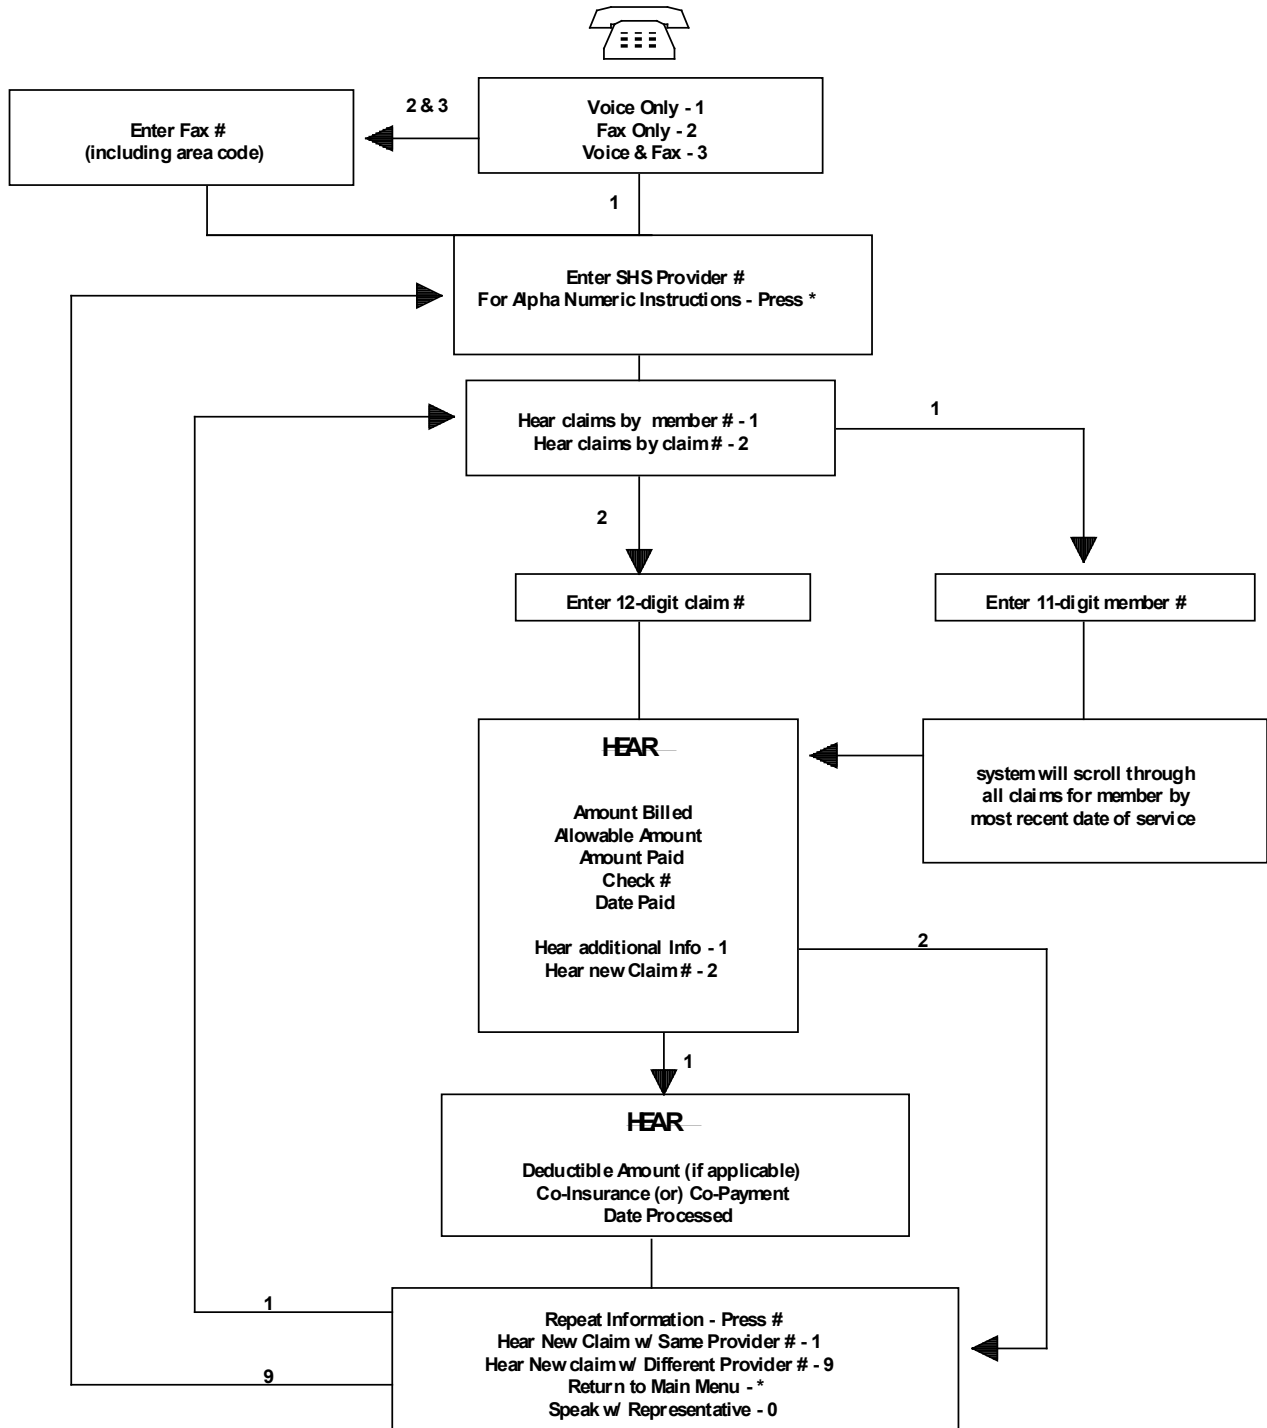 Voice Only - 1
Fax Only - 2
Voice & Fax - 3
2 & 3
Enter Fax #
(including area code)
1
Enter SHS Provider #
For Alpha Numeric Instructions - Press *
Hear claims by member # - 1
Hear claims by claim # - 2
1
2
Enter 12-digit claim #
Enter 11-digit member #
HEAR
Amount Billed
Allowable Amount
Amount Paid
Check #
Date Paid
Hear additional Info - 1
Hear new Claim # - 2
system will scroll through
all claims for member by
most recent date of service
2
1
HEAR
Deductible Amount (if applicable)
Co-Insurance (or) Co-Payment
Date Processed
1
9
Repeat Information - Press #
Hear New Claim w/ Same Provider # - 1
Hear New claim w/ Different Provider # - 9
Return to Main Menu - *
Speak w/ Representative - 0